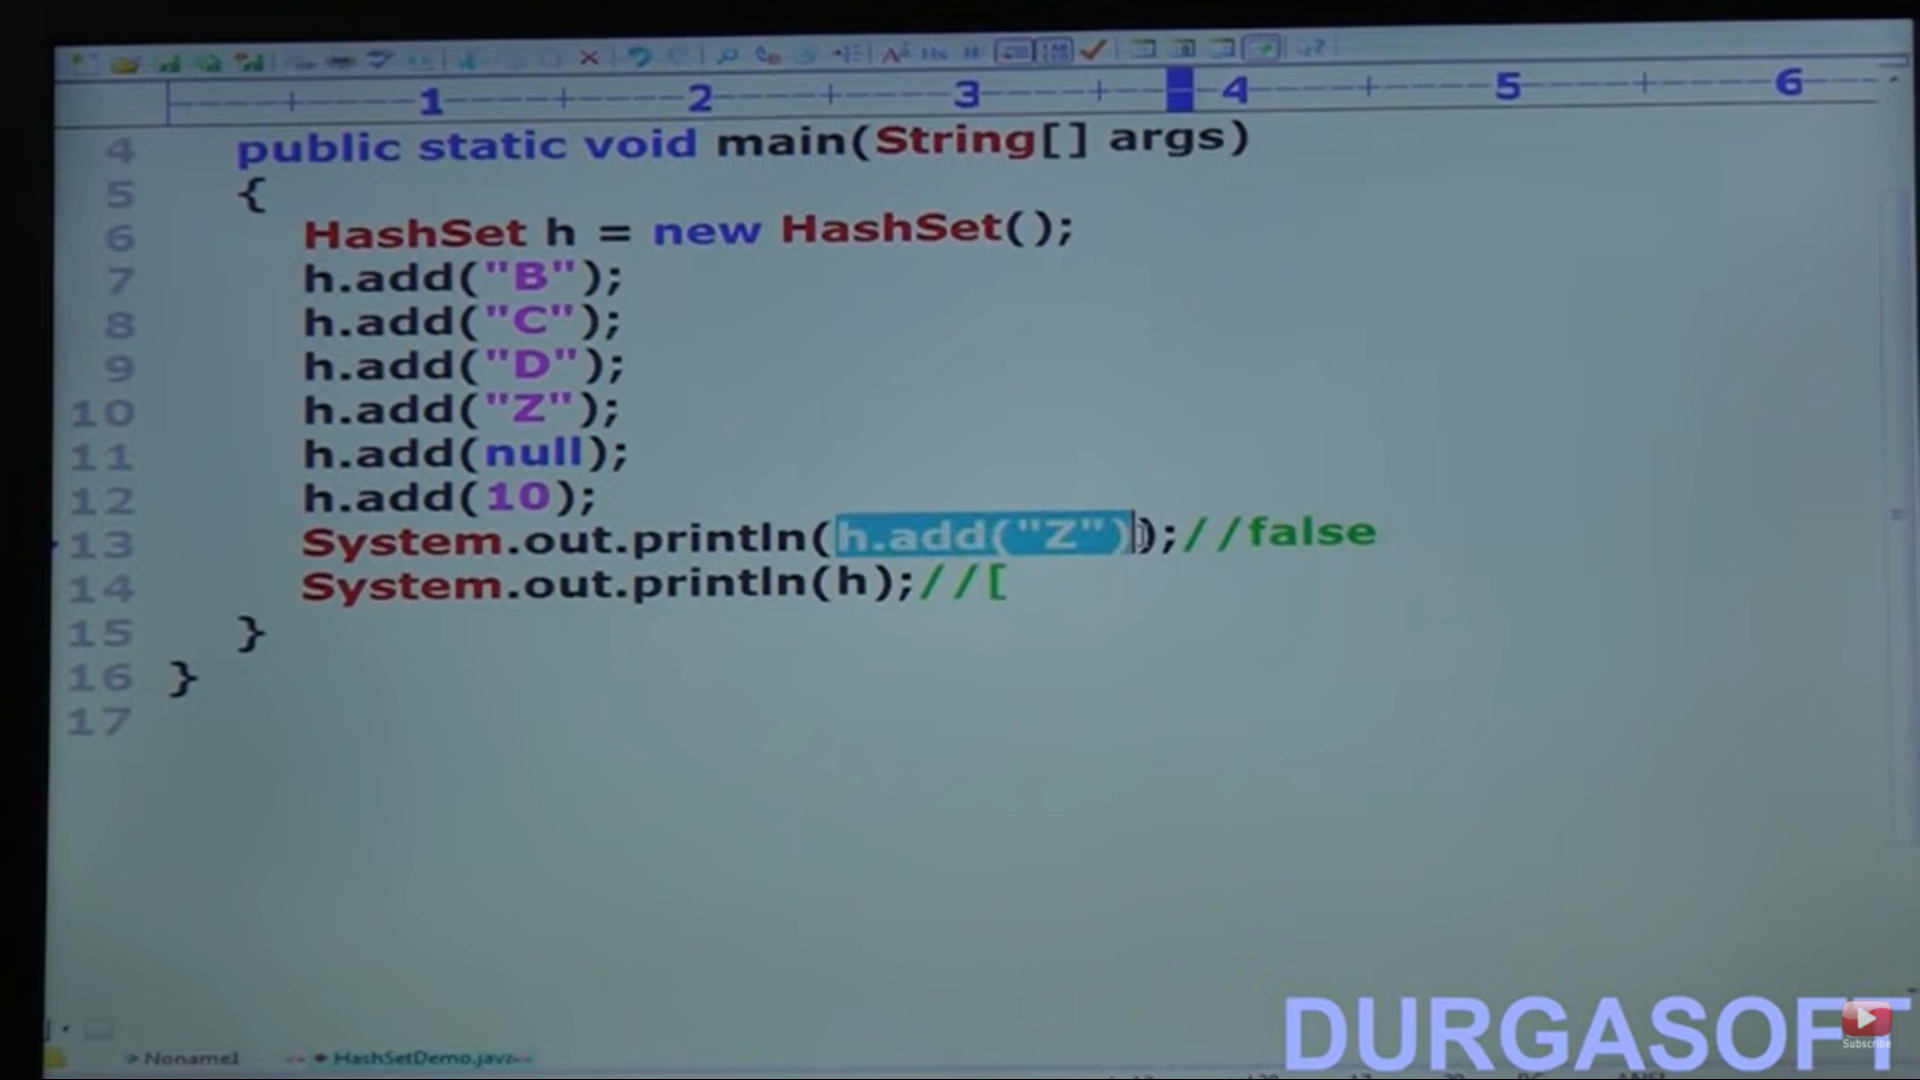 1 2 3 4 5 6
4 public static void main(String[] args)
5 {
6 HashSet h = new HashSet();
7 h.add("B");
8 h.add("C");
9 h.add("D");
10 h.add("Z");
11 h.add(null);
12 h.add(10);
13 System.out.println(h.add("Z"));//false
14 System.out.println(h);//[
15 }
16 }
17
Noname1 HashSetDemo.java
DURGASOFT
Subscribe